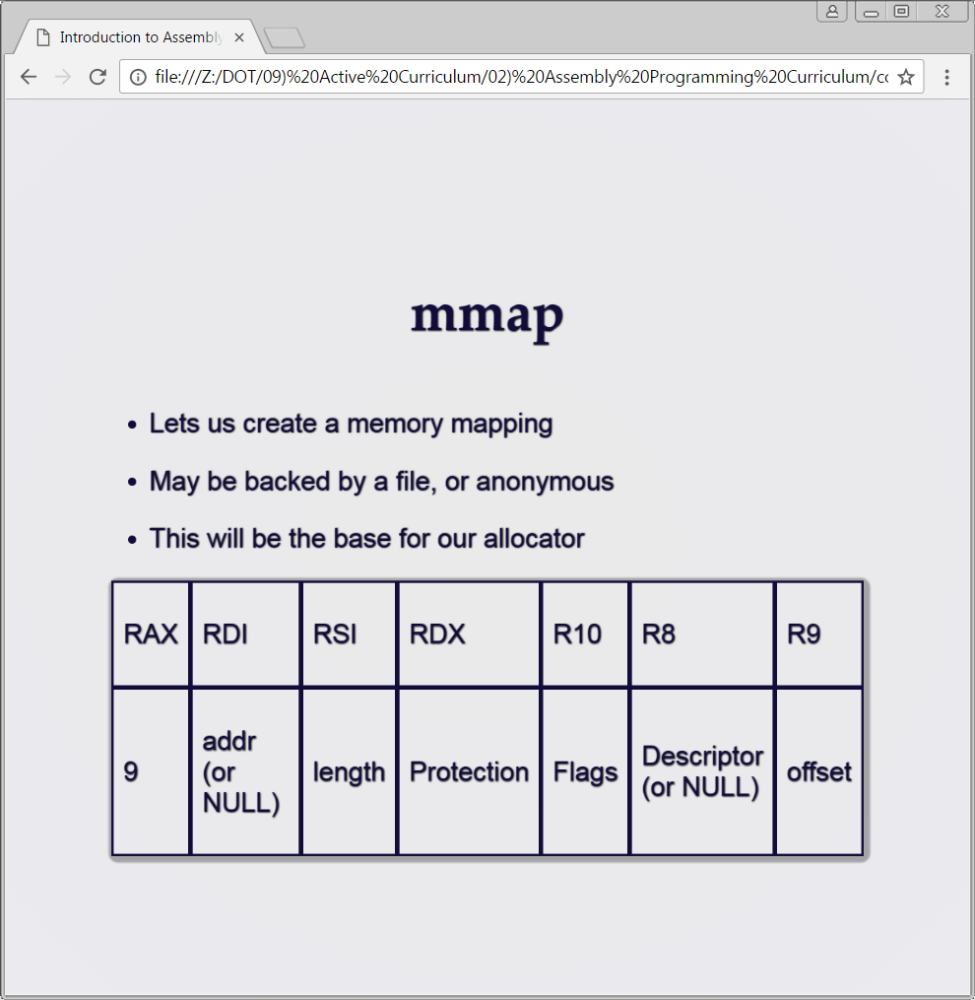 Introduction to Assembly
file:///Z:/DOT/09)%20Active%20Curriculum/02)%20Assembly%20Programming%20Curriculum/cc
mmap
• Lets us create a memory mapping
• May be backed by a file, or anonymous
• This will be the base for our allocator
RAX RDI RSI RDX R10 R8 R9
9 addr (or NULL) length Protection Flags Descriptor (or NULL) offset